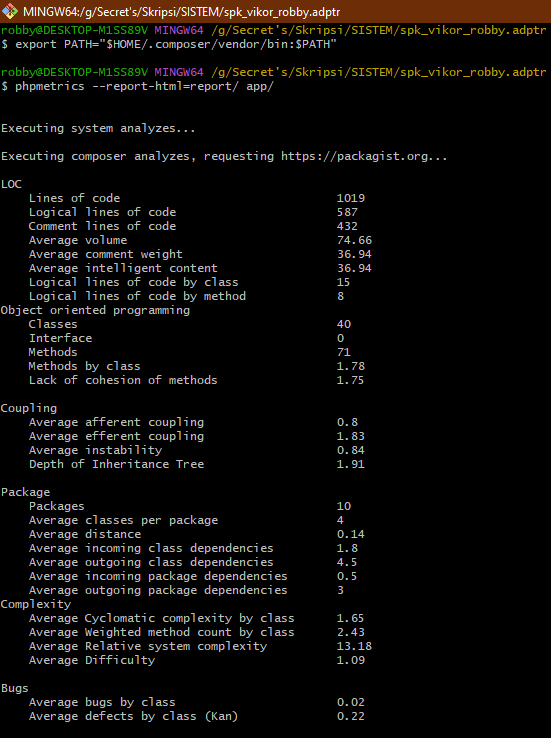 MINGW64:/g/Secret's/Skripsi/SISTEM/spk_vikor_robby.adptr
robby@DESKTOP-M1SS89V MINGW64 /g/Secret's/Skripsi/SISTEM/spk_vikor_robby.adptr
$ export PATH="$HOME/.composer/vendor/bin:$PATH"
robby@DESKTOP-M1SS89V MINGW64 /g/Secret's/Skripsi/SISTEM/spk_vikor_robby.adptr
$ phpmetrics --report-html=report/ app/
Executing system analyzes...
Executing composer analyzes, requesting https://packagist.org...
LOC
Lines of code 1019
Logical lines of code 587
Comment lines of code 432
Average volume 74.66
Average comment weight 36.94
Average intelligent content 36.94
Logical lines of code by class 15
Logical lines of code by method 8
Object oriented programming
Classes 40
Interface 0
Methods 71
Methods by class 1.78
Lack of cohesion of methods 1.75
Coupling
Average afferent coupling 0.8
Average efferent coupling 1.83
Average instability 0.84
Depth of Inheritance Tree 1.91
Package
Packages 10
Average classes per package 4
Average distance 0.14
Average incoming class dependencies 1.8
Average outgoing class dependencies 4.5
Average incoming package dependencies 0.5
Average outgoing package dependencies 3
Complexity
Average Cyclomatic complexity by class 1.65
Average Weighted method count by class 2.43
Average Relative system complexity 13.18
Average Difficulty 1.09
Bugs
Average bugs by class 0.02
Average defects by class (Kan) 0.22